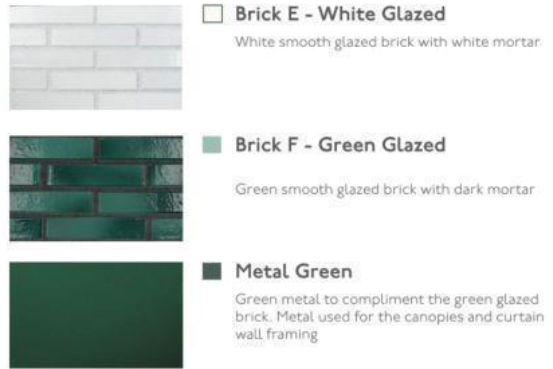 Brick E - White Glazed
White smooth glazed brick with white mortar
Brick F - Green Glazed
Green smooth glazed brick with dark mortar
Metal Green
Green metal to compliment the green glazed
brick. Metal used for the canopies and curtain
wall framing